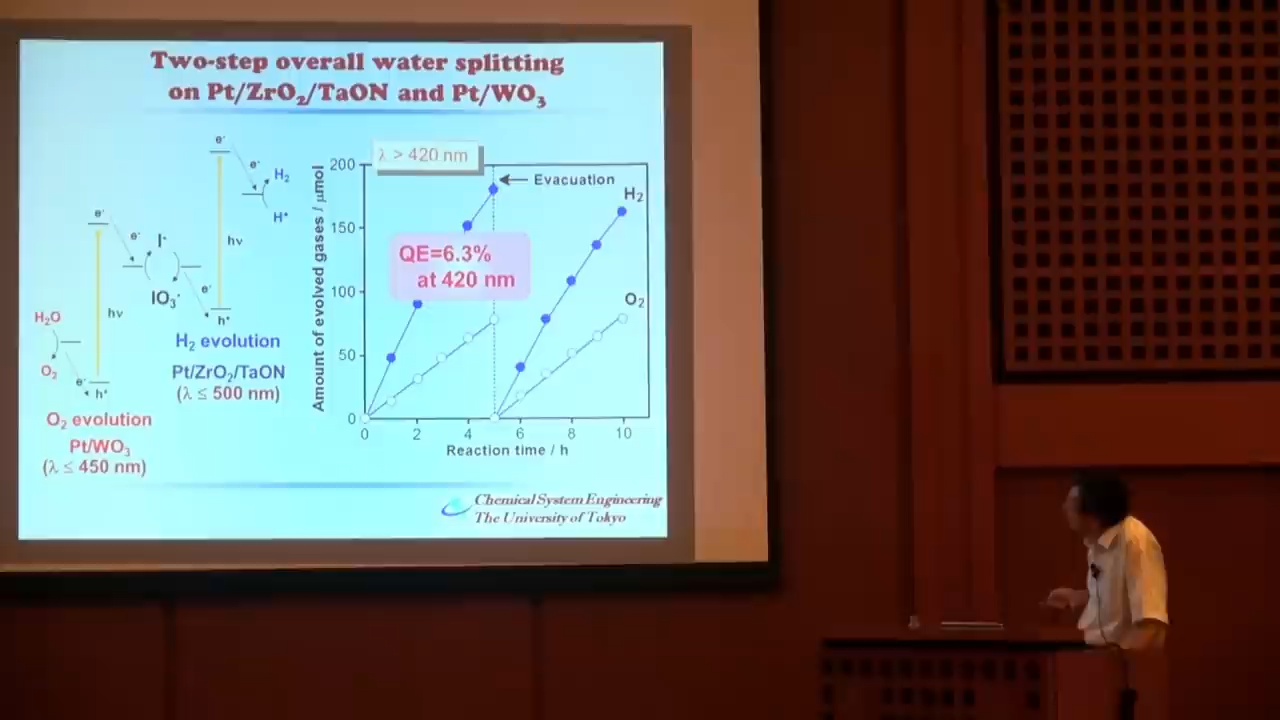 Two-step overall water splitting
on Pt/ZrO₂/TaON and Pt/WO₃
e⁻
e⁻
H₂
H⁺
hν
h⁺
e⁻
e⁻
I⁻
IO₃⁻
e⁻
hν
H₂O
O₂
e⁻
h⁺
H₂ evolution
Pt/ZrO₂/TaON
(λ ≤ 500 nm)
O₂ evolution
Pt/WO₃
(λ ≤ 450 nm)
λ > 420 nm
Evacuation
H₂
O₂
QE=6.3%
at 420 nm
Amount of evolved gases / μmol
200
150
100
50
0
0
2
4
6
8
10
Reaction time / h
Chemical System Engineering
The University of Tokyo